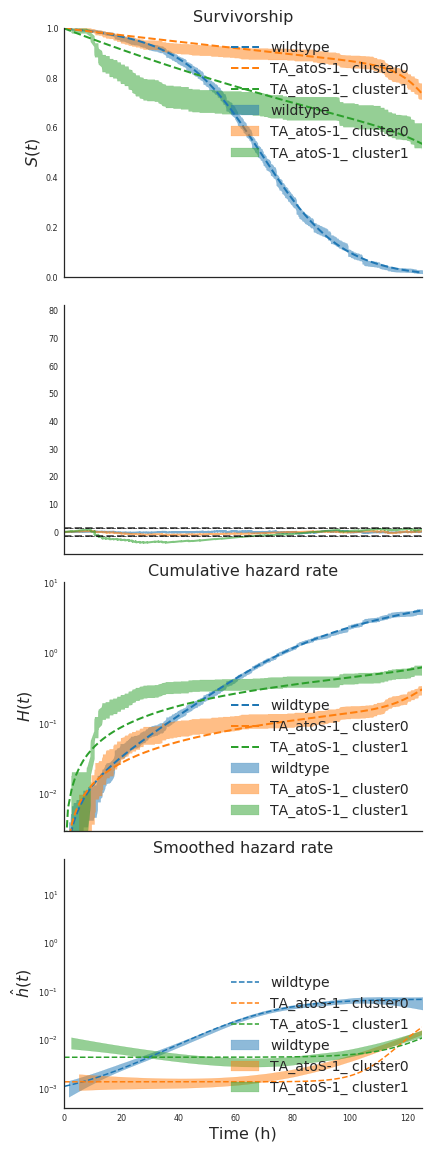 Survivorship
1.0
0.8
0.6
0.4
0.2
0.0
S(t)
wildtype
TA_atoS-1_ cluster0
TA_atoS-1_ cluster1
wildtype
TA_atoS-1_ cluster0
TA_atoS-1_ cluster1
80
70
60
50
40
30
20
10
0
Cumulative hazard rate
10¹
10⁰
10⁻¹
10⁻²
H(t)
wildtype
TA_atoS-1_ cluster0
TA_atoS-1_ cluster1
wildtype
TA_atoS-1_ cluster0
TA_atoS-1_ cluster1
Smoothed hazard rate
10¹
10⁰
10⁻¹
10⁻²
10⁻³
ĥ(t)
wildtype
TA_atoS-1_ cluster0
TA_atoS-1_ cluster1
wildtype
TA_atoS-1_ cluster0
TA_atoS-1_ cluster1
0 20 40 60 80 100 120
Time (h)